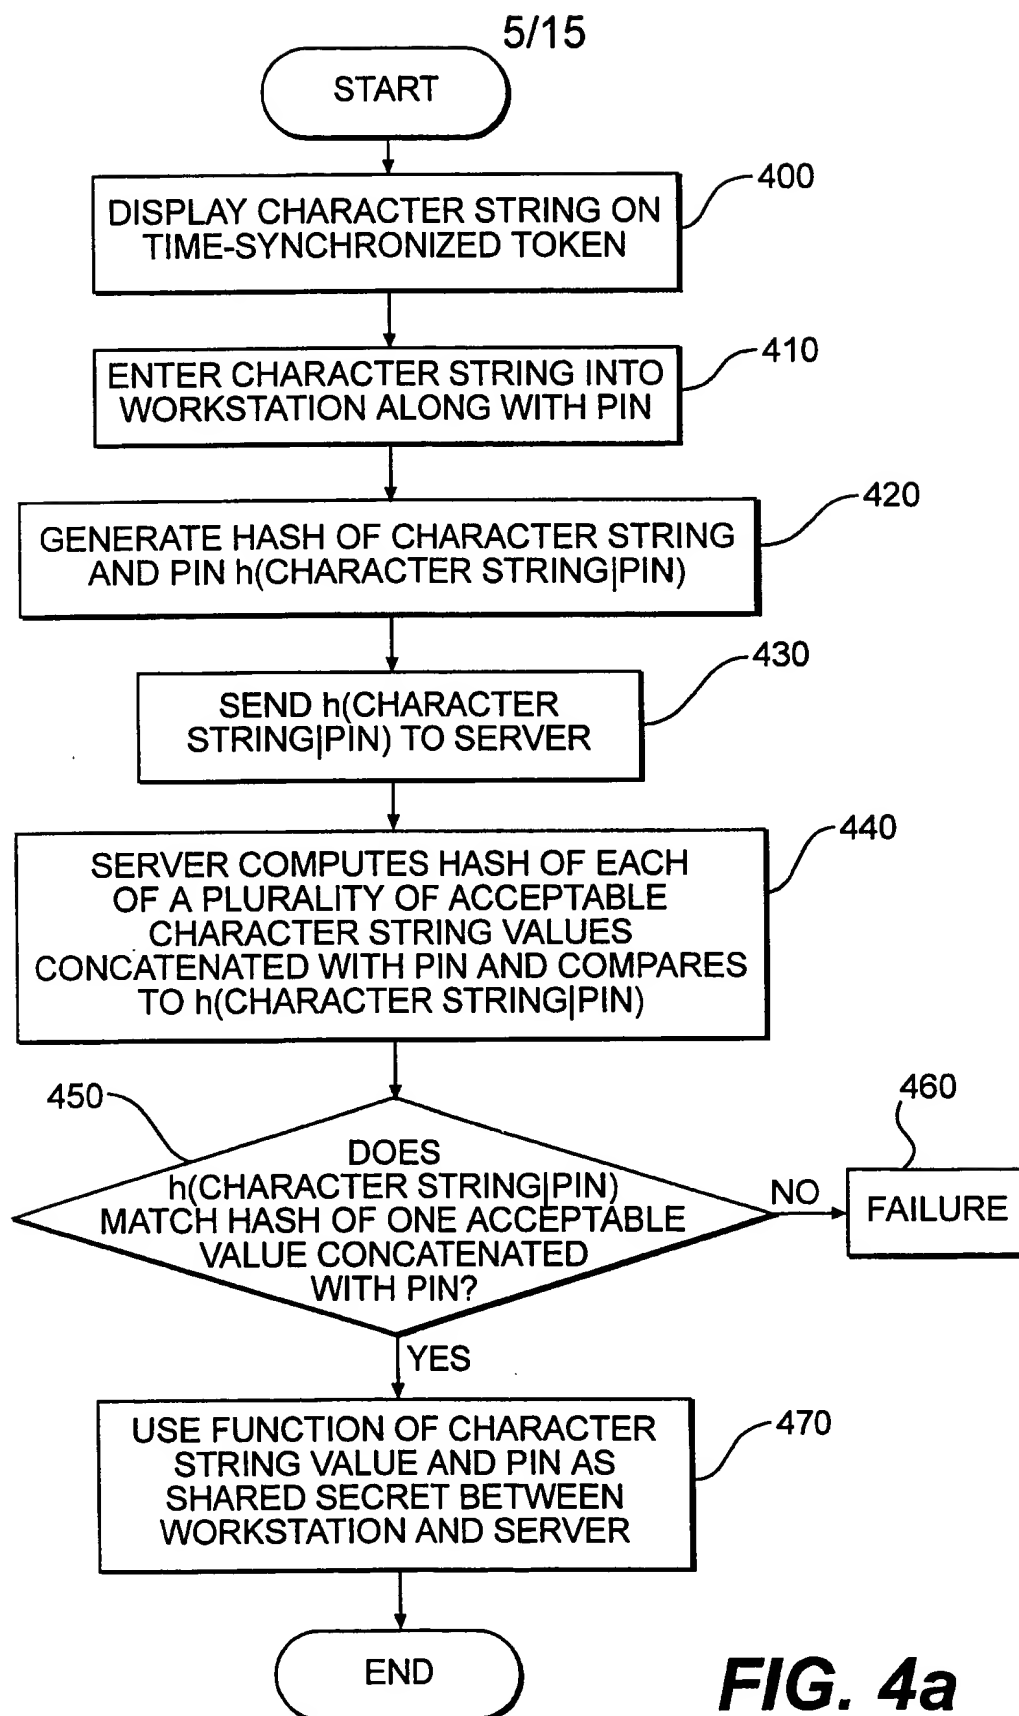 5/15
START
400
DISPLAY CHARACTER STRING ON
TIME-SYNCHRONIZED TOKEN
410
ENTER CHARACTER STRING INTO
WORKSTATION ALONG WITH PIN
420
GENERATE HASH OF CHARACTER STRING
AND PIN h(CHARACTER STRING|PIN)
430
SEND h(CHARACTER
STRING|PIN) TO SERVER
440
SERVER COMPUTES HASH OF EACH
OF A PLURALITY OF ACCEPTABLE
CHARACTER STRING VALUES
CONCATENATED WITH PIN AND COMPARES
TO h(CHARACTER STRING|PIN)
450
DOES
h(CHARACTER STRING|PIN)
MATCH HASH OF ONE ACCEPTABLE
VALUE CONCATENATED
WITH PIN?
NO
460
FAILURE
YES
470
USE FUNCTION OF CHARACTER
STRING VALUE AND PIN AS
SHARED SECRET BETWEEN
WORKSTATION AND SERVER
END
FIG. 4a